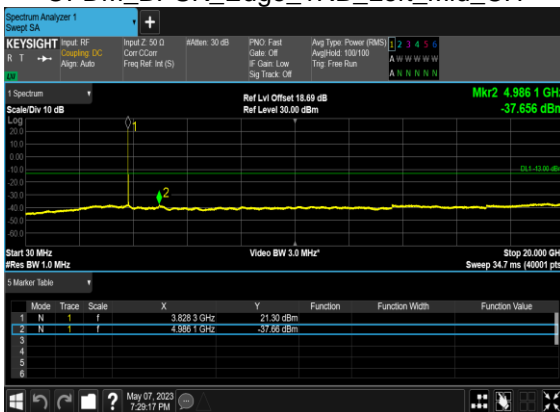 Spectrum Analyzer 1
Swept SA
KEYSIGHT
R T
LV
Input: RF
Coupling: DC
Align: Auto
Input Z: 50 Ω
Corr CCorr
Freq Ref: Int (S)
#Atten: 30 dB
PNO: Fast
Gate: Off
IF Gain: Low
Sig Track: Off
Avg Type: Power (RMS)
Avg|Hold: 100/100
Trig: Free Run
1 2 3 4 5 6
A W W W W W
A N N N N N
1 Spectrum
Scale/Div 10 dB
Ref Lvl Offset 18.69 dB
Ref Level 30.00 dBm
Mkr2 4.986 1 GHz
-37.656 dBm
Log
20.0
10.0
0.00
-10.0
-20.0
-30.0
-40.0
-50.0
-60.0
1
2
DL1 -13.00 dBm
Start 30 MHz
#Res BW 1.0 MHz
Video BW 3.0 MHz*
Stop 20.000 GH
Sweep 34.7 ms (40001 pts
5 Marker Table
Mode Trace Scale X Y Function Function Width Function Value
1 N 1 f 3.828 3 GHz 21.30 dBm
2 N 1 f 4.986 1 GHz -37.66 dBm
3
4
5
6
May 07, 2023
7:29:17 PM